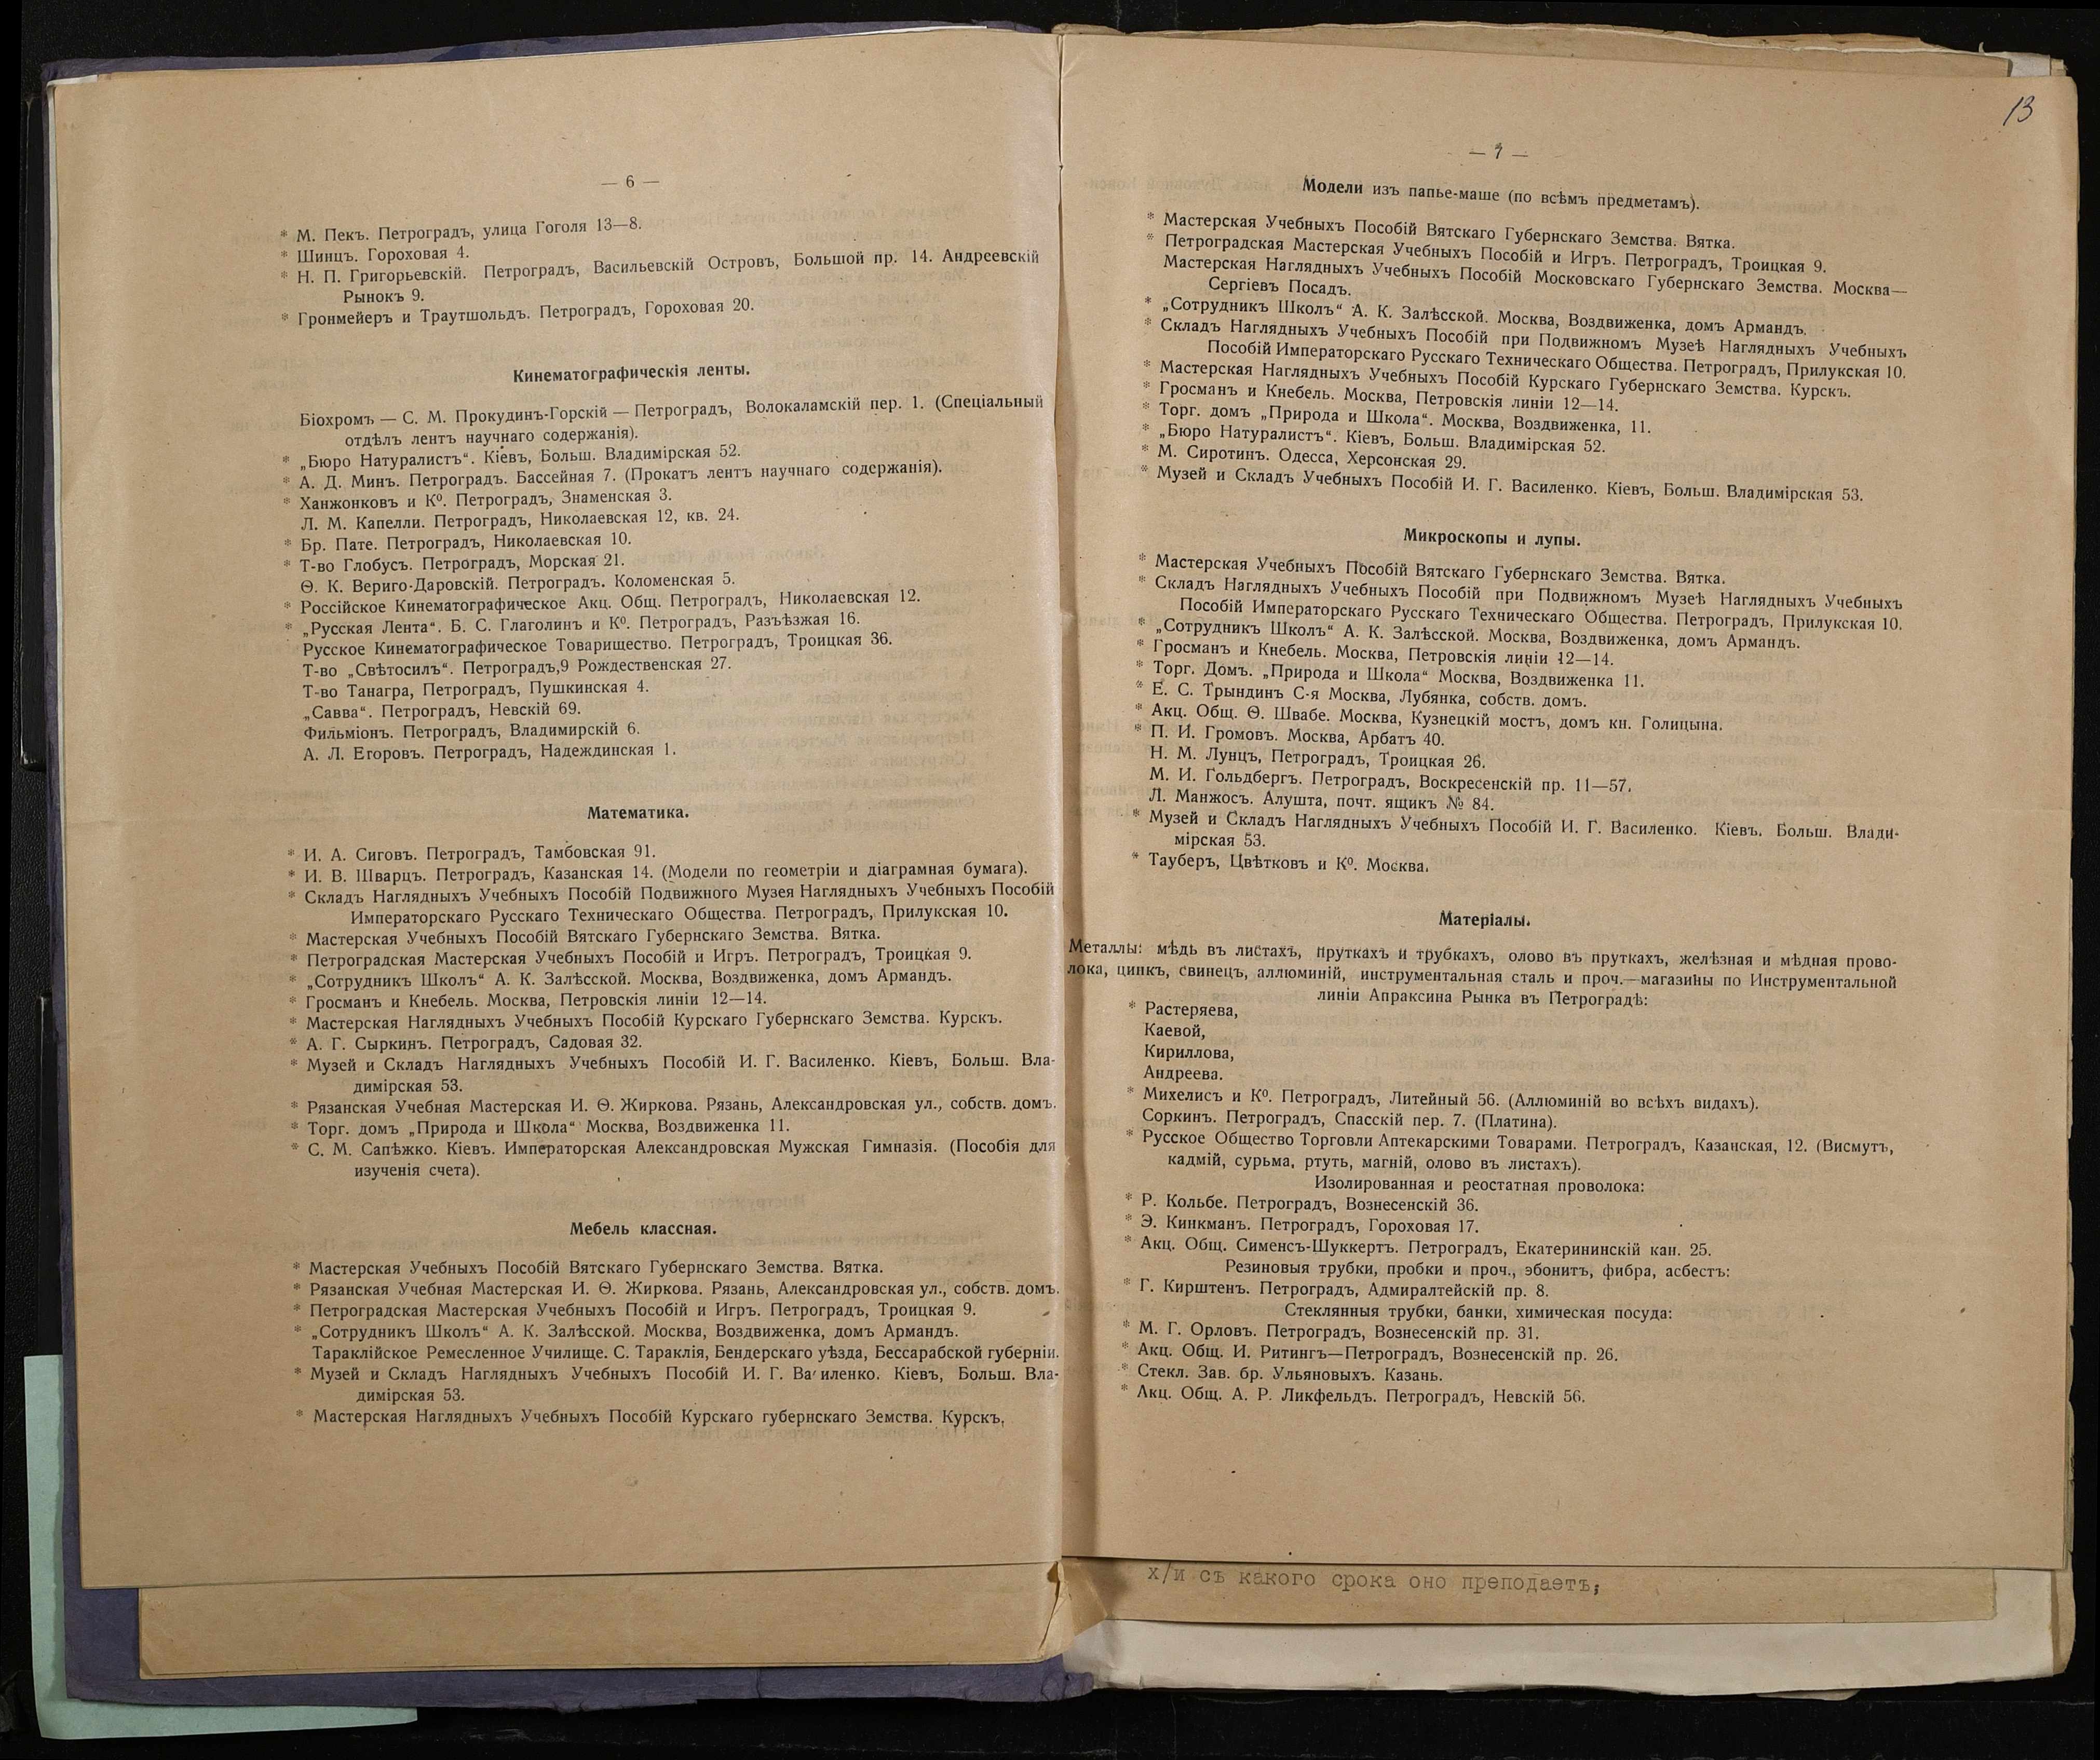 — 6 —
* М. Пекъ. Петроградъ, улица Гоголя 13—8.
* Шинцъ. Гороховая 4.
* Н. П. Григорьевскій. Петроградъ, Васильевскій Островъ, Большой пр. 14. Андреевскій
Рынокъ 9.
* Гронмейеръ и Траутшольдъ. Петроградъ, Гороховая 20.
Кинематографическія ленты.
Біохромъ — С. М. Прокудинъ-Горскій — Петроградъ, Волокаламскій пер. 1. (Спеціальный
отдѣлъ лентъ научнаго содержанія).
* „Бюро Натуралистъ“. Кіевъ, Больш. Владимірская 52.
* А. Д. Минъ. Петроградъ. Бассейная 7. (Прокатъ лентъ научнаго содержанія).
* Ханжонковъ и Кº. Петроградъ, Знаменская 3.
Л. М. Капелли. Петроградъ, Николаевская 12, кв. 24.
* Бр. Пате. Петроградъ, Николаевская 10.
* Т-во Глобусъ. Петроградъ, Морская 21.
Ѳ. К. Вериго-Даровскій. Петроградъ. Коломенская 5.
* Россійское Кинематографическое Акц. Общ. Петроградъ, Николаевская 12.
* „Русская Лента“. Б. С. Глаголинъ и Кº. Петроградъ, Разъѣзжая 16.
Русское Кинематографическое Товарищество. Петроградъ, Троицкая 36.
Т-во „Свѣтосилъ“. Петроградъ,9 Рождественская 27.
Т-во Танагра, Петроградъ, Пушкинская 4.
„Савва“. Петроградъ, Невскій 69.
Фильміонъ. Петроградъ, Владимирскій 6.
А. Л. Егоровъ. Петроградъ, Надеждинская 1.
Математика.
* И. А. Сиговъ. Петроградъ, Тамбовская 91.
* И. В. Шварцъ. Петроградъ, Казанская 14. (Модели по геометріи и діаграмная бумага).
* Складъ Наглядныхъ Учебныхъ Пособій Подвижного Музея Наглядныхъ Учебныхъ Пособій
Императорскаго Русскаго Техническаго Общества. Петроградъ, Прилукская 10.
* Мастерская Учебныхъ Пособій Вятскаго Губернскаго Земства. Вятка.
* Петроградская Мастерская Учебныхъ Пособій и Игръ. Петроградъ, Троицкая 9.
* „Сотрудникъ Школъ“ А. К. Залѣсской. Москва, Воздвиженка, домъ Армандъ.
* Гросманъ и Кнебель. Москва, Петровскія линіи 12—14.
* Мастерская Наглядныхъ Учебныхъ Пособій Курскаго Губернскаго Земства. Курскъ.
* А. Г. Сыркинъ. Петроградъ, Садовая 32.
* Музей и Складъ Наглядныхъ Учебныхъ Пособій И. Г. Василенко. Кіевъ, Больш. Вла-
димірская 53.
* Рязанская Учебная Мастерская И. Ѳ. Жиркова. Рязань, Александровская ул., собств. домъ.
* Торг. домъ „Природа и Школа“ Москва, Воздвиженка 11.
* С. М. Сапѣжко. Кіевъ. Императорская Александровская Мужская Гимназія. (Пособія для
изученія счета).
Мебель классная.
* Мастерская Учебныхъ Пособій Вятскаго Губернскаго Земства. Вятка.
* Рязанская Учебная Мастерская И. Ѳ. Жиркова. Рязань, Александровская ул., собств. домъ.
* Петроградская Мастерская Учебныхъ Пособій и Игръ. Петроградъ, Троицкая 9.
* „Сотрудникъ Школъ“ А. К. Залѣсской. Москва, Воздвиженка, домъ Армандъ.
Тараклійское Ремесленное Училище. С. Тараклія, Бендерскаго уѣзда, Бессарабской губерніи.
* Музей и Складъ Наглядныхъ Учебныхъ Пособій И. Г. Ва иленко. Кіевъ, Больш. Вла-
димірская 53.
* Мастерская Наглядныхъ Учебныхъ Пособій Курскаго губернскаго Земства. Курскъ.
13
— 7 —
Модели изъ папье-маше (по всѣмъ предметамъ).
* Мастерская Учебныхъ Пособій Вятскаго Губернскаго Земства. Вятка.
* Петроградская Мастерская Учебныхъ Пособій и Игръ. Петроградъ, Троицкая 9.
Мастерская Наглядныхъ Учебныхъ Пособій Московскаго Губернскаго Земства. Москва—
Сергіевъ Посадъ.
* „Сотрудникъ Школъ“ А. К. Залѣсской. Москва, Воздвиженка, домъ Армандъ.
* Складъ Наглядныхъ Учебныхъ Пособій при Подвижномъ Музеѣ Наглядныхъ Учебныхъ
Пособій Императорскаго Русскаго Техническаго Общества. Петроградъ, Прилукская 10.
* Мастерская Наглядныхъ Учебныхъ Пособій Курскаго Губернскаго Земства. Курскъ.
* Гросманъ и Кнебель. Москва, Петровскія линіи 12—14.
* Торг. домъ „Природа и Школа“. Москва, Воздвиженка, 11.
* „Бюро Натуралистъ“. Кіевъ, Больш. Владимірская 52.
* М. Сиротинъ. Одесса, Херсонская 29.
* Музей и Складъ Учебныхъ Пособій И. Г. Василенко. Кіевъ, Больш. Владимірская 53.
Микроскопы и лупы.
* Мастерская Учебныхъ Пособій Вятскаго Губернскаго Земства. Вятка.
* Складъ Наглядныхъ Учебныхъ Пособій при Подвижномъ Музеѣ Наглядныхъ Учебныхъ
Пособій Императорскаго Русскаго Техническаго Общества. Петроградъ, Прилукская 10.
* „Сотрудникъ Школъ“ А. К. Залѣсской. Москва, Воздвиженка, домъ Армандъ.
* Гросманъ и Кнебель. Москва, Петровскія линіи 12—14.
* Торг. Домъ. „Природа и Школа“ Москва, Воздвиженка 11.
* Е. С. Трындинъ С-я Москва, Лубянка, собств. домъ.
* Акц. Общ. Ѳ. Швабе. Москва, Кузнецкій мостъ, домъ кн. Голицына.
* П. И. Громовъ. Москва, Арбатъ 40.
Н. М. Лунцъ, Петроградъ, Троицкая 26.
М. И. Гольдбергъ. Петроградъ, Воскресенскій пр. 11—57.
Л. Манжосъ. Алушта, почт. ящикъ № 84.
* Музей и Складъ Наглядныхъ Учебныхъ Пособій И. Г. Василенко. Кіевъ, Больш. Влади-
мірская 53.
* Тауберъ, Цвѣтковъ и Кº. Москва.
Матеріалы.
Металлы: мѣдь въ листахъ, пруткахъ и трубкахъ, олово въ пруткахъ, желѣзная и мѣдная прово-
лока, цинкъ, свинецъ, аллюминій, инструментальная сталь и проч.—магазины по Инструментальной
линіи Апраксина Рынка въ Петроградѣ:
* Растеряева,
Каевой,
Кириллова,
Андреева.
* Михелисъ и Кº. Петроградъ, Литейный 56. (Аллюминій во всѣхъ видахъ).
Соркинъ. Петроградъ, Спасскій пер. 7. (Платина).
* Русское Общество Торговли Аптекарскими Товарами. Петроградъ, Казанская, 12. (Висмутъ,
кадмій, сурьма, ртуть, магній, олово въ листахъ).
Изолированная и реостатная проволока:
* Р. Кольбе. Петроградъ, Вознесенскій 36.
* Э. Кинкманъ. Петроградъ, Гороховая 17.
* Акц. Общ. Сименсъ-Шуккертъ. Петроградъ, Екатерининскій кан. 25.
Резиновыя трубки, пробки и проч., эбонитъ, фибра, асбестъ:
* Г. Кирштенъ. Петроградъ, Адмиралтейскій пр. 8.
Стеклянныя трубки, банки, химическая посуда:
* М. Г. Орловъ. Петроградъ, Вознесенскій пр. 31.
* Акц. Общ. И. Ритингъ—Петроградъ, Вознесенскій пр. 26.
* Стекл. Зав. бр. Ульяновыхъ. Казань.
* Акц. Общ. А. Р. Ликфельдъ. Петроградъ, Невскій 56.
х/и съ какого срока оно преподаетъ;